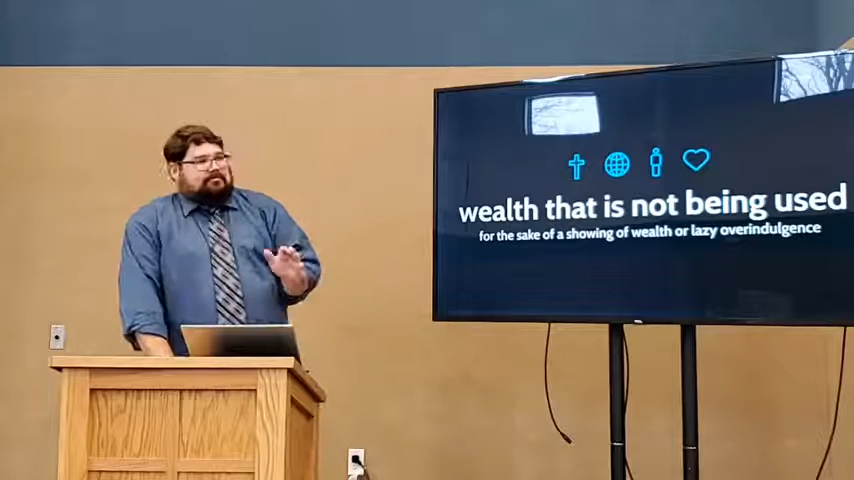 wealth that is not being used
for the sake of a showing of wealth or lazy overindulgence